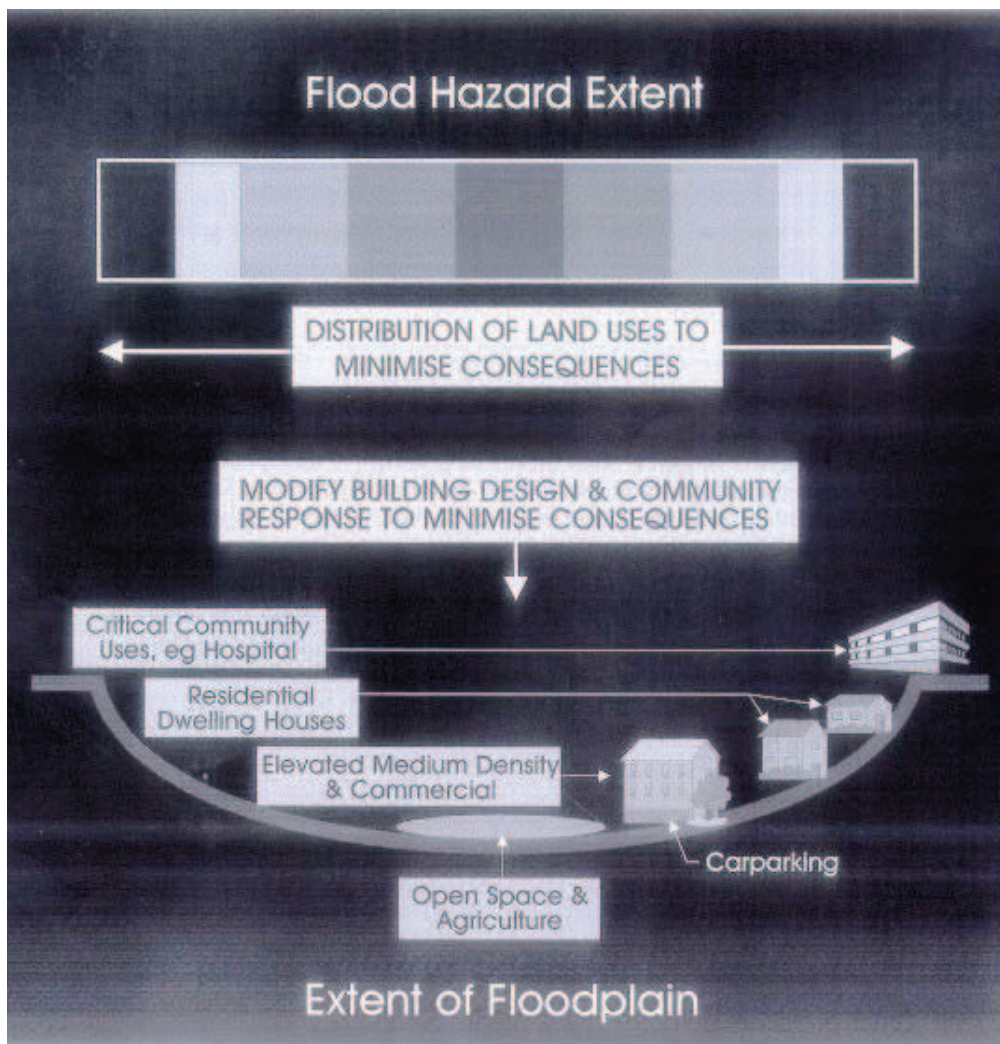 Flood Hazard Extent
DISTRIBUTION OF LAND USES TO
MINIMISE CONSEQUENCES
MODIFY BUILDING DESIGN & COMMUNITY
RESPONSE TO MINIMISE CONSEQUENCES
Critical Community
Uses, eg Hospital
Residential
Dwelling Houses
Elevated Medium Density
& Commercial
Carparking
Open Space &
Agriculture
Extent of Floodplain